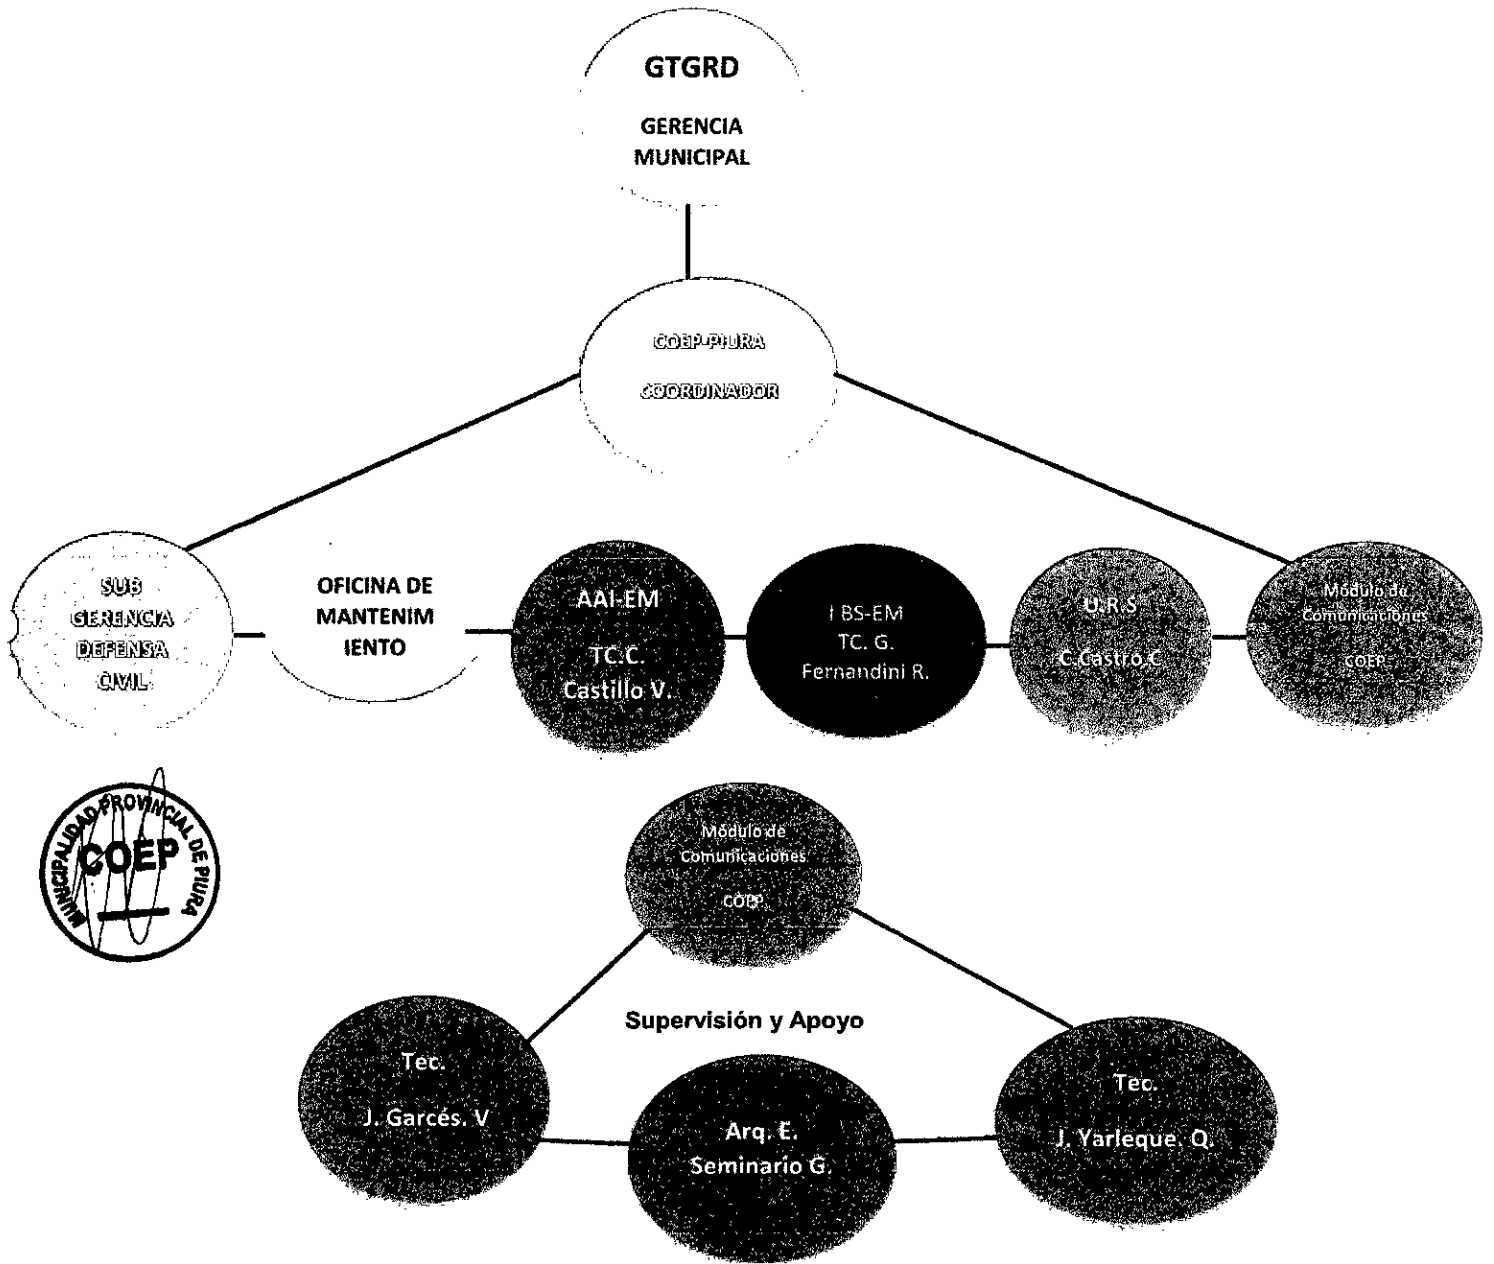 GTGRD
GERENCIA
MUNICIPAL
COEP-PIURA
COORDINADOR
SUB
GERENCIA
DEFENSA
CIVIL
OFICINA DE
MANTENIM
IENTO
AAI-EM
TC.C.
Castillo V.
I BS-EM
TC. G.
Fernandini R.
U.R.S
C.Castro.C
Módulo de
Comunicaciones
COEP
MUNICIPALIDAD PROVINCIAL DE PIURA
COEP
Módulo de
Comunicaciones
COEP
Supervisión y Apoyo
Tec.
J. Garcés. V
Arq. E.
Seminario G.
Tec.
J. Yarleque. Q.